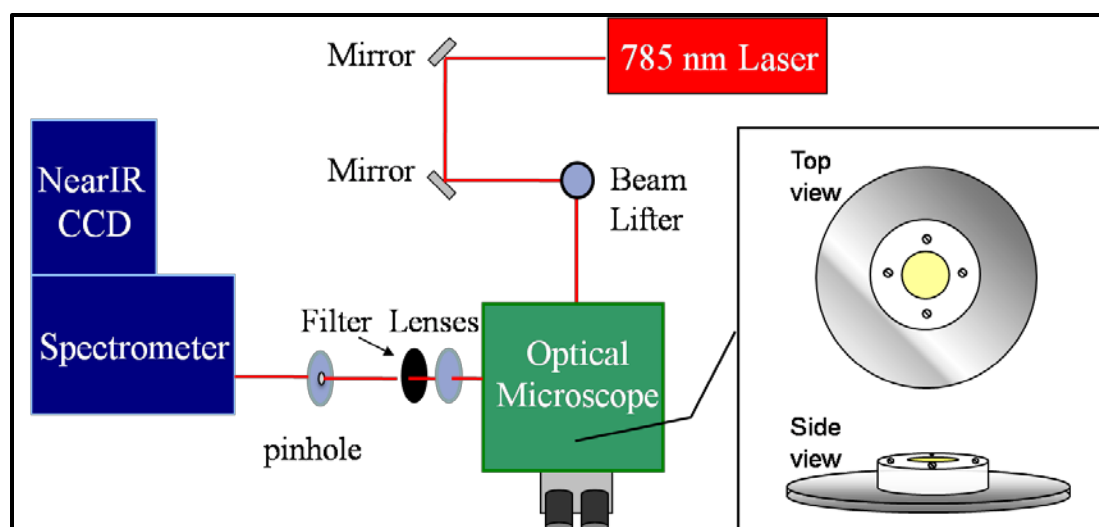 Mirror
785 nm Laser
Mirror
Beam
Lifter
NearIR
CCD
Spectrometer
Filter
Lenses
pinhole
Optical
Microscope
Top
view
Side
view